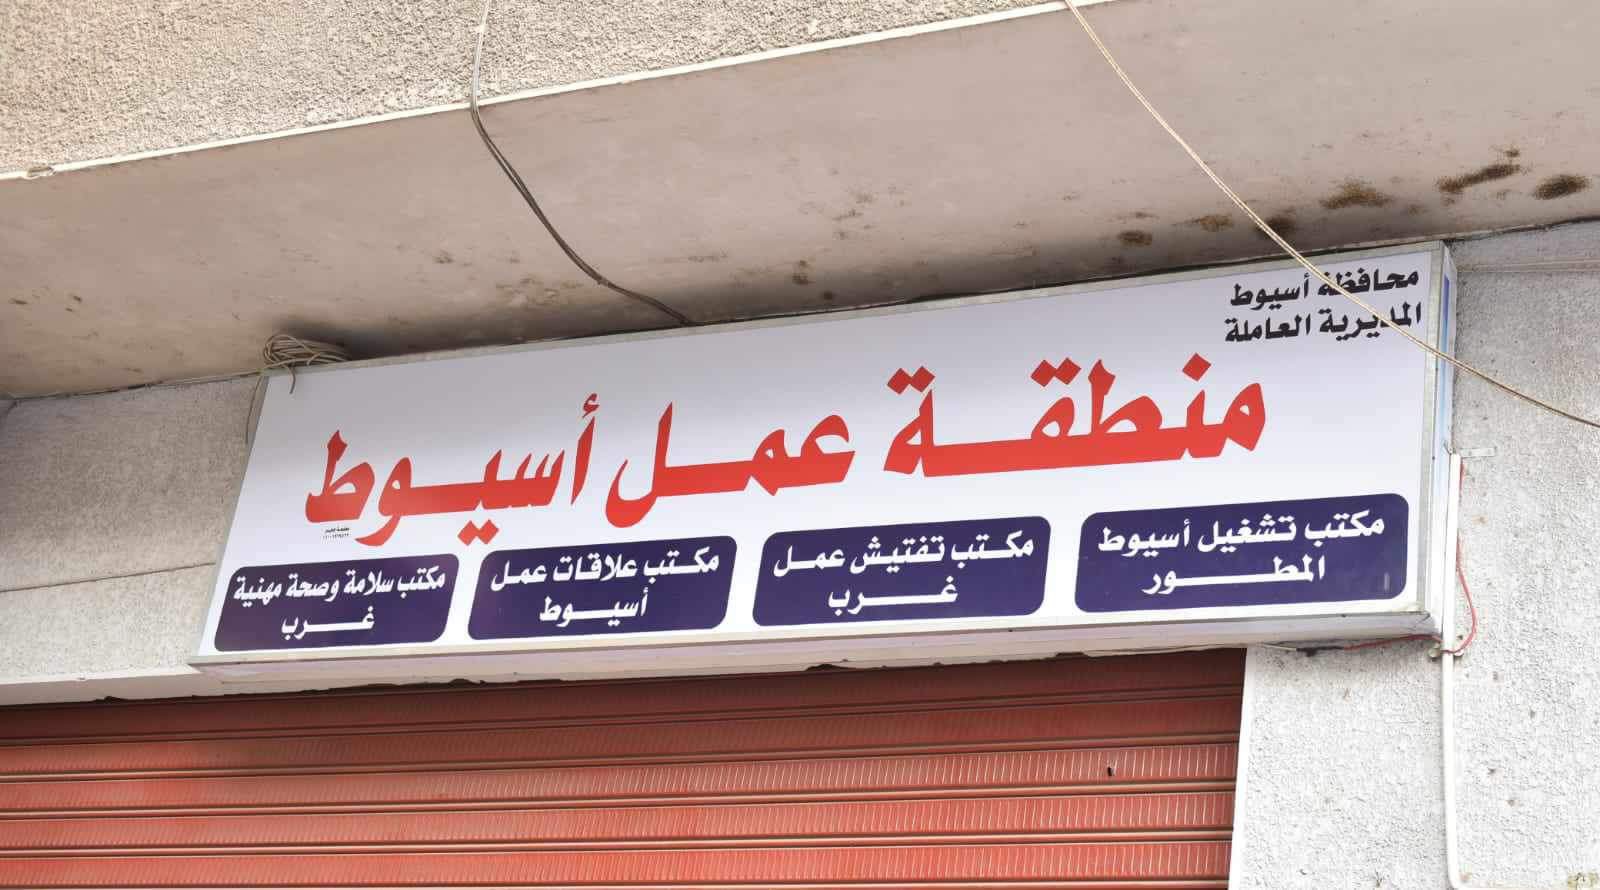 محافظة أسيوط
المديرية العاملة
منطقة عمل أسيوط
مكتب تشغيل أسيوط
المطور
مكتب تفتيش عمل
غرب
مكتب علاقات عمل
أسيوط
مكتب سلامة وصحة مهنية
غرب